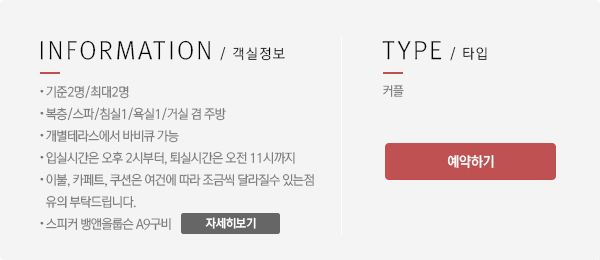 INFORMATION / 객실정보
· 기준2명/최대2명
· 복층/스파/침실1/욕실1/거실 겸 주방
· 개별테라스에서 바비큐 가능
· 입실시간은 오후 2시부터, 퇴실시간은 오전 11시까지
· 이불, 카페트, 쿠션은 여건에 따라 조금씩 달라질수 있는점
유의 부탁드립니다.
· 스피커 뱅앤올룹슨 A9구비 자세히보기
TYPE / 타입
커플
예약하기